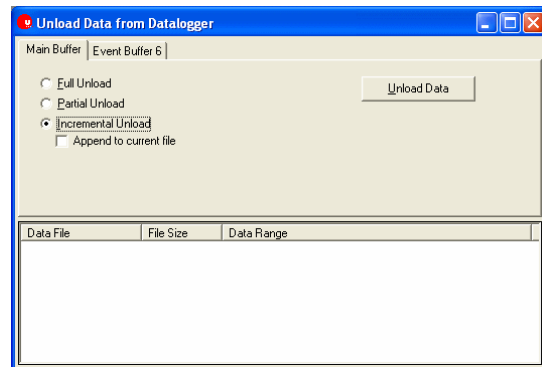 Unload Data from Datalogger
Main Buffer Event Buffer 6
Full Unload
Unload Data
Partial Unload
Incremental Unload
Append to current file
Data File File Size Data Range